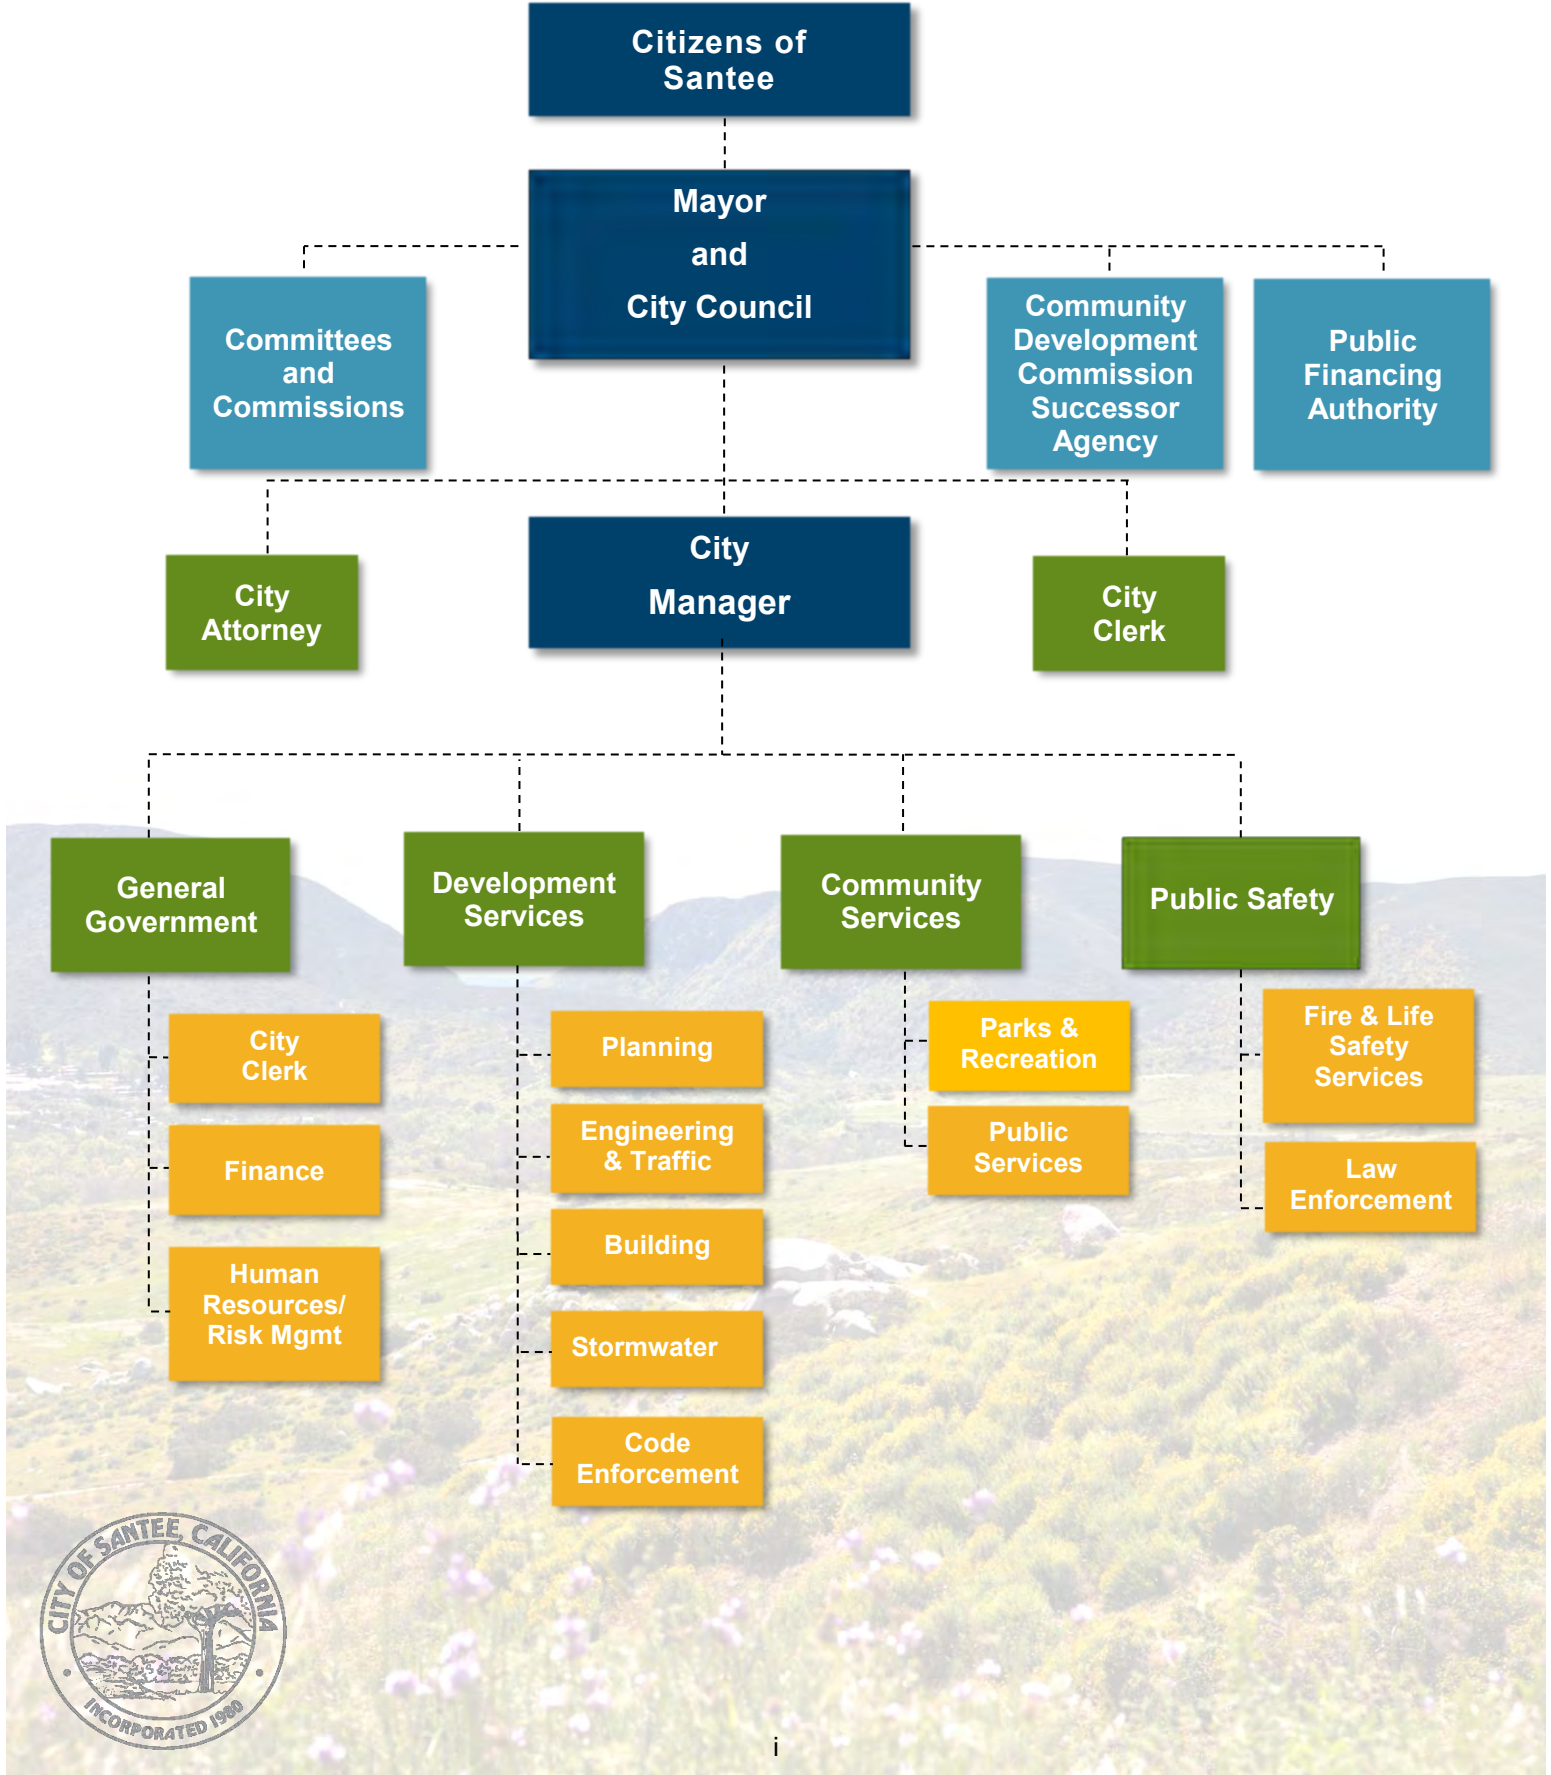 Citizens of
Santee
Mayor
and
City Council
Committees
and
Commissions
Community
Development
Commission
Successor
Agency
Public
Financing
Authority
City
Attorney
City
Manager
City
Clerk
General
Government
Development
Services
Community
Services
Public Safety
City
Clerk
Finance
Human
Resources/
Risk Mgmt
Planning
Engineering
& Traffic
Building
Stormwater
Code
Enforcement
Parks &
Recreation
Public
Services
Fire & Life
Safety
Services
Law
Enforcement
CITY OF SANTEE, CALIFORNIA
INCORPORATED 1980
i